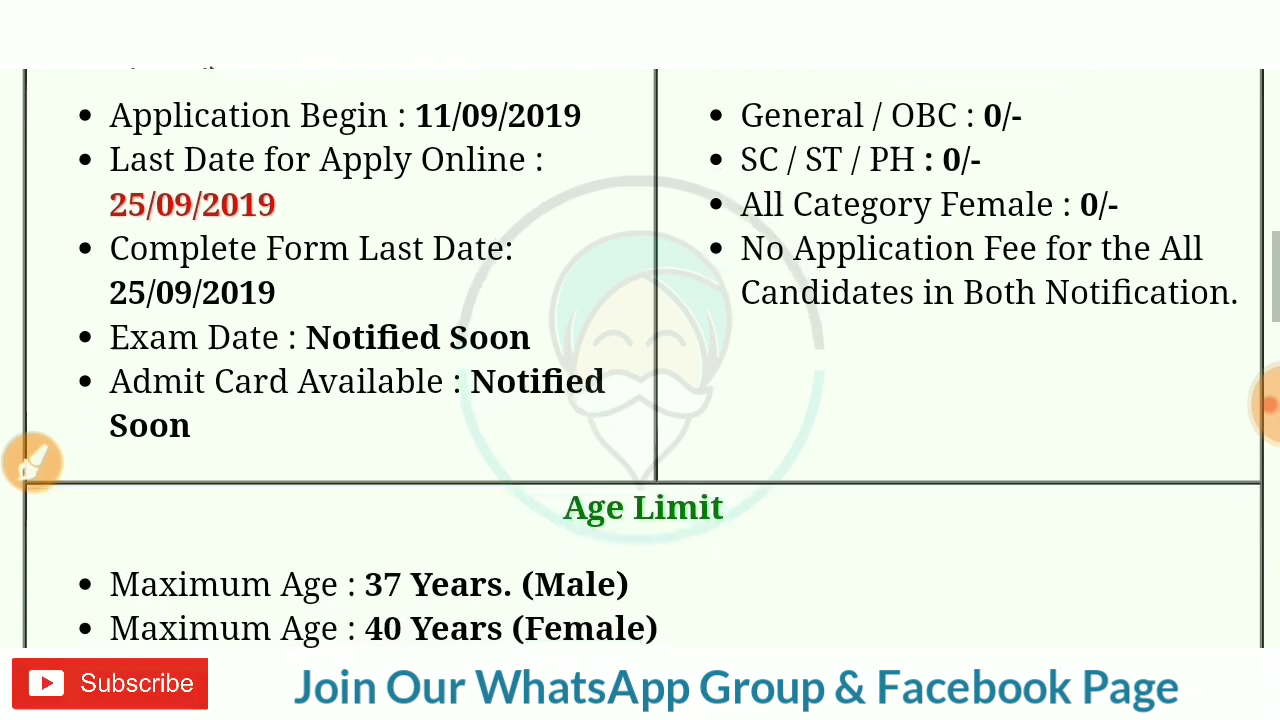 Application Begin : 11/09/2019
Last Date for Apply Online :
25/09/2019
Complete Form Last Date:
25/09/2019
Exam Date : Notified Soon
Admit Card Available : Notified
Soon
General / OBC : 0/-
SC / ST / PH : 0/-
All Category Female : 0/-
No Application Fee for the All
Candidates in Both Notification.
Age Limit
Maximum Age : 37 Years. (Male)
Maximum Age : 40 Years (Female)
Subscribe
Join Our WhatsApp Group & Facebook Page